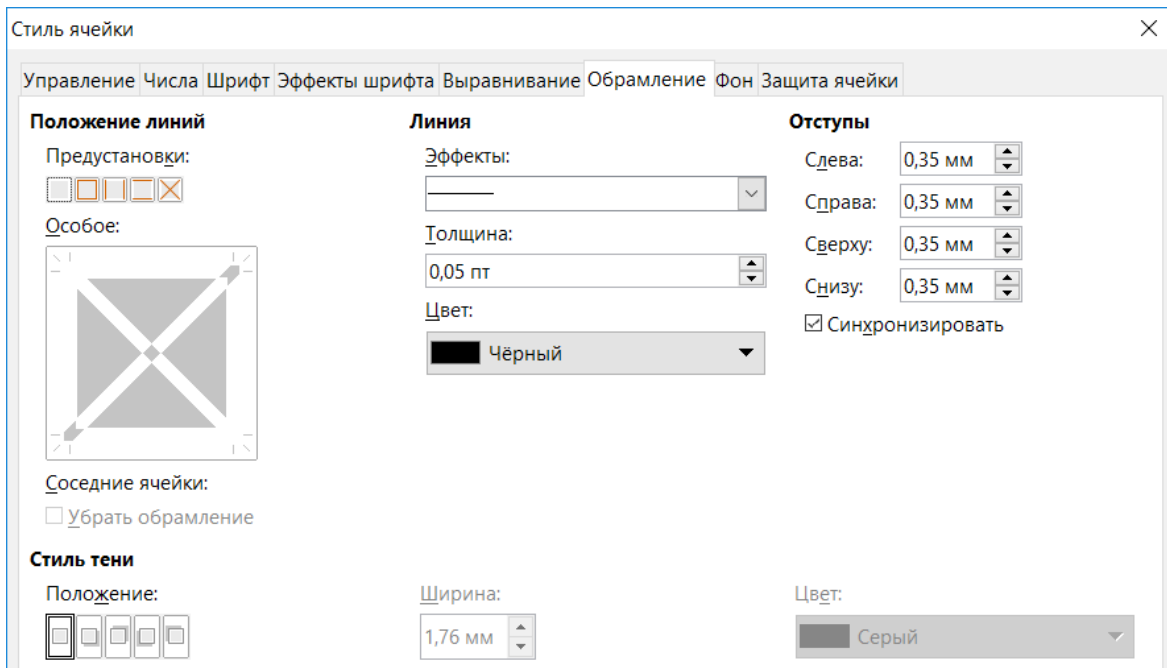 Стиль ячейки
Управление Числа Шрифт Эффекты шрифта Выравнивание Обрамление Фон Защита ячейки
Положение линий
Предустановки:
Особое:
Соседние ячейки:
Убрать обрамление
Линия
Эффекты:
Толщина:
0,05 пт
Цвет:
Чёрный
Отступы
Слева: 0,35 мм
Справа: 0,35 мм
Сверху: 0,35 мм
Снизу: 0,35 мм
Синхронизировать
Стиль тени
Положение:
Ширина:
1,76 мм
Цвет:
Серый